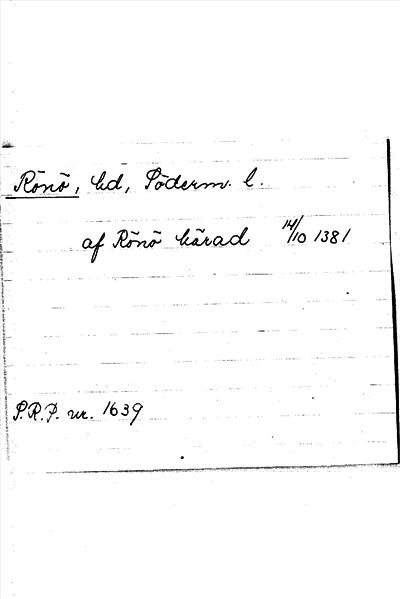 Rönö, hd, Söderm. l.
af Rönö härad 14/10 1381
P.R.P. nr. 1639